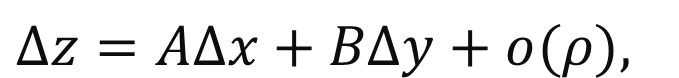 Δz = AΔx + BΔy + o(ρ),